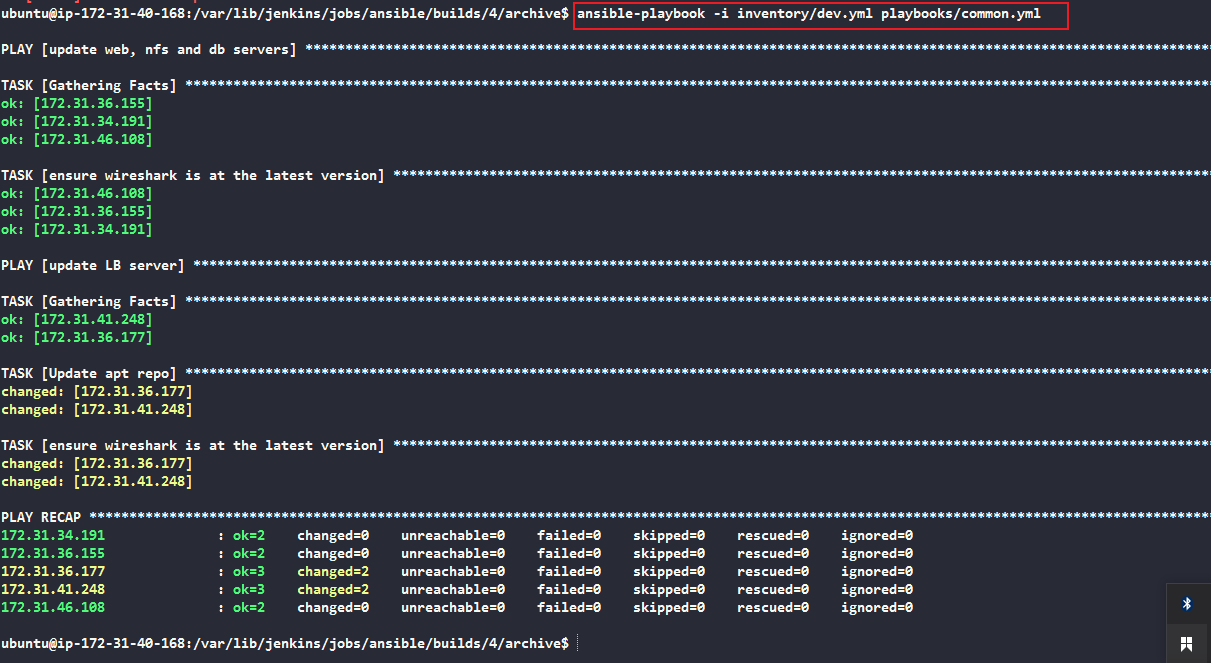 ubuntu@ip-172-31-40-168:/var/lib/jenkins/jobs/ansible/builds/4/archive$ ansible-playbook -i inventory/dev.yml playbooks/common.yml
PLAY [update web, nfs and db servers] ******************************************************************************************************************
TASK [Gathering Facts] *********************************************************************************************************************************
ok: [172.31.36.155]
ok: [172.31.34.191]
ok: [172.31.46.108]
TASK [ensure wireshark is at the latest version] *******************************************************************************************************
ok: [172.31.46.108]
ok: [172.31.36.155]
ok: [172.31.34.191]
PLAY [update LB server] ********************************************************************************************************************************
TASK [Gathering Facts] *********************************************************************************************************************************
ok: [172.31.41.248]
ok: [172.31.36.177]
TASK [Update apt repo] *********************************************************************************************************************************
changed: [172.31.36.177]
changed: [172.31.41.248]
TASK [ensure wireshark is at the latest version] *******************************************************************************************************
changed: [172.31.36.177]
changed: [172.31.41.248]
PLAY RECAP *********************************************************************************************************************************************
172.31.34.191 : ok=2 changed=0 unreachable=0 failed=0 skipped=0 rescued=0 ignored=0
172.31.36.155 : ok=2 changed=0 unreachable=0 failed=0 skipped=0 rescued=0 ignored=0
172.31.36.177 : ok=3 changed=2 unreachable=0 failed=0 skipped=0 rescued=0 ignored=0
172.31.41.248 : ok=3 changed=2 unreachable=0 failed=0 skipped=0 rescued=0 ignored=0
172.31.46.108 : ok=2 changed=0 unreachable=0 failed=0 skipped=0 rescued=0 ignored=0
ubuntu@ip-172-31-40-168:/var/lib/jenkins/jobs/ansible/builds/4/archive$